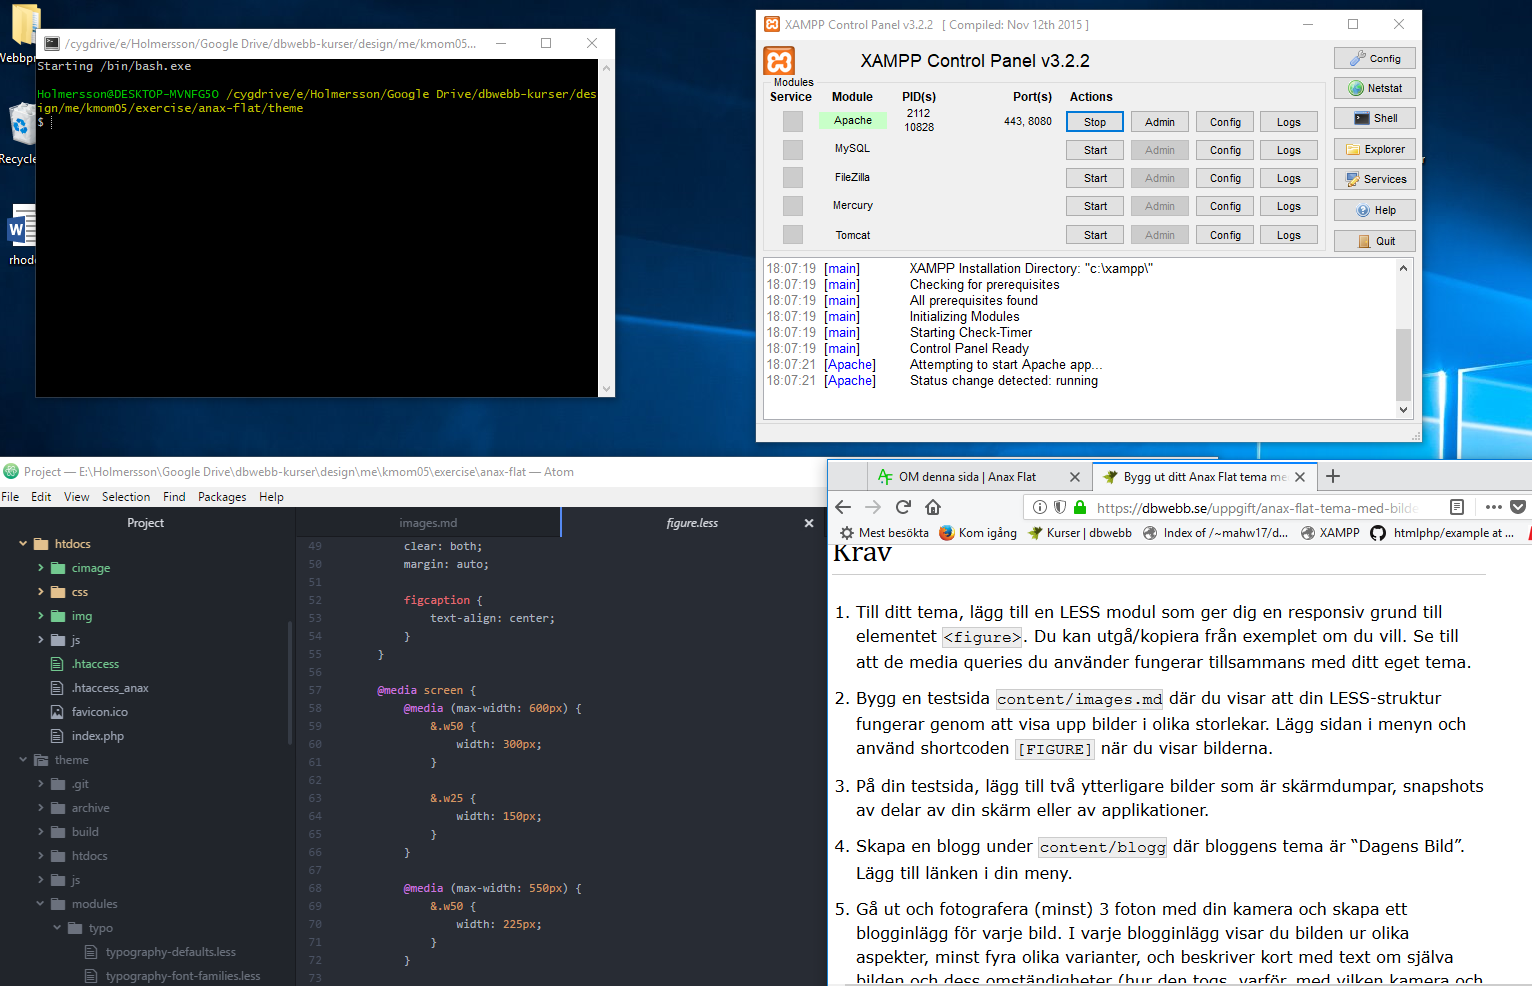 Webbpr
Recycle
rhode
/cygdrive/e/Holmersson/Google Drive/dbwebb-kurser/design/me/kmom05...
Starting /bin/bash.exe
Holmersson@DESKTOP-MVNFG5O /cygdrive/e/Holmersson/Google Drive/dbwebb-kurser/des
ign/me/kmom05/exercise/anax-flat/theme
$
XAMPP Control Panel v3.2.2 [ Compiled: Nov 12th 2015 ]
XAMPP Control Panel v3.2.2
Modules
Service Module PID(s) Port(s) Actions
Apache 2112 10828 443, 8080 Stop Admin Config Logs
MySQL Start Admin Config Logs
FileZilla Start Admin Config Logs
Mercury Start Admin Config Logs
Tomcat Start Admin Config Logs
Config
Netstat
Shell
Explorer
Services
Help
Quit
18:07:19 [main] XAMPP Installation Directory: "c:\xampp\"
18:07:19 [main] Checking for prerequisites
18:07:19 [main] All prerequisites found
18:07:19 [main] Initializing Modules
18:07:19 [main] Starting Check-Timer
18:07:19 [main] Control Panel Ready
18:07:21 [Apache] Attempting to start Apache app...
18:07:21 [Apache] Status change detected: running
Project — E:\Holmersson\Google Drive\dbwebb-kurser\design\me\kmom05\exercise\anax-flat — Atom
File Edit View Selection Find Packages Help
Project
htdocs
cimage
css
img
js
.htaccess
.htaccess_anax
favicon.ico
index.php
theme
.git
archive
build
htdocs
js
modules
typo
typography-defaults.less
typography-font-families.less
images.md figure.less
49 clear: both;
50 margin: auto;
51
52 figcaption {
53 text-align: center;
54 }
55 }
56
57 @media screen {
58 @media (max-width: 600px) {
59 &.w50 {
60 width: 300px;
61 }
62
63 &.w25 {
64 width: 150px;
65 }
66 }
67
68 @media (max-width: 550px) {
69 &.w50 {
70 width: 225px;
71 }
72 }
73
OM denna sida | Anax Flat Bygg ut ditt Anax Flat tema me
https://dbwebb.se/uppgift/anax-flat-tema-med-bilde
Mest besökta Kom igång Kurser | dbwebb Index of /~mahw17/d... XAMPP htmlphp/example at ...
Krav
1. Till ditt tema, lägg till en LESS modul som ger dig en responsiv grund till
elementet <figure>. Du kan utgå/kopiera från exemplet om du vill. Se till
att de media queries du använder fungerar tillsammans med ditt eget tema.
2. Bygg en testsida content/images.md där du visar att din LESS-struktur
fungerar genom att visa upp bilder i olika storlekar. Lägg sidan i menyn och
använd shortcoden [FIGURE] när du visar bilderna.
3. På din testsida, lägg till två ytterligare bilder som är skärmdumpar, snapshots
av delar av din skärm eller av applikationer.
4. Skapa en blogg under content/blogg där bloggens tema är “Dagens Bild”.
Lägg till länken i din meny.
5. Gå ut och fotografera (minst) 3 foton med din kamera och skapa ett
blogginlägg för varje bild. I varje blogginlägg visar du bilden ur olika
aspekter, minst fyra olika varianter, och beskriver kort med text om själva
bilden och dess omständigheter (hur den togs, varför, med vilken kamera och